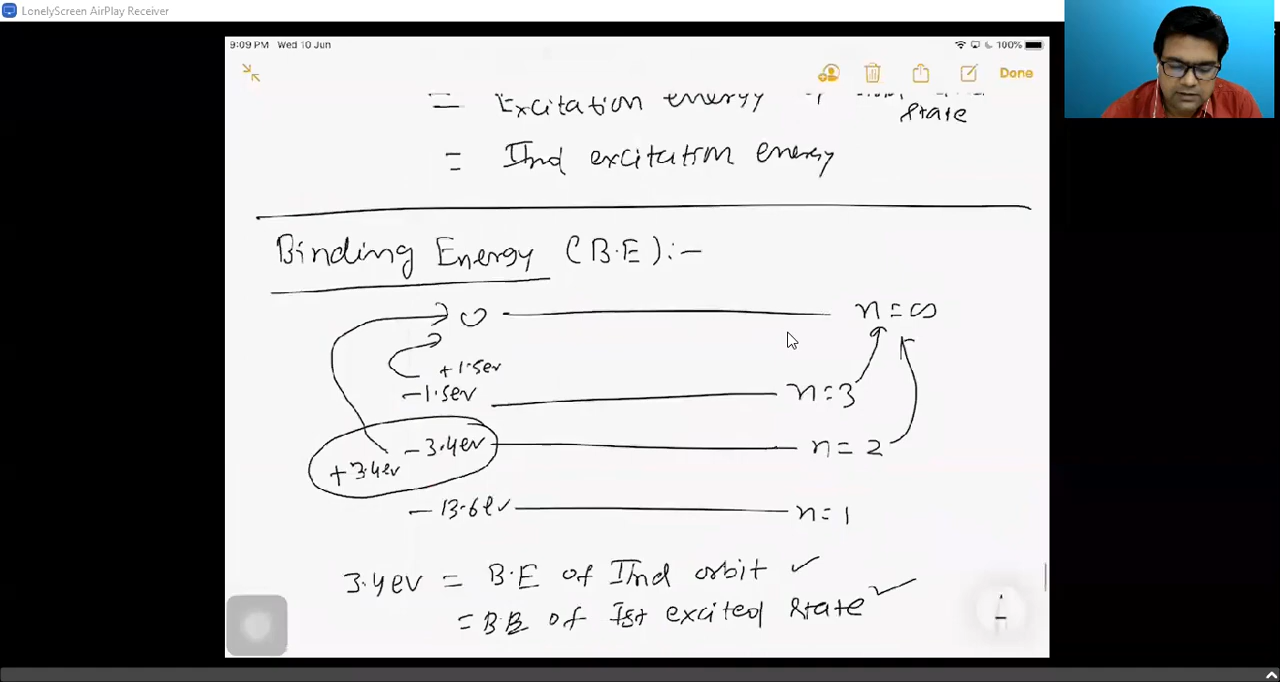 LonelyScreen AirPlay Receiver
9:09 PM Wed 10 Jun
100%
Done
= Excitation energy
state
= IInd excitation energy
Binding Energy (B.E):-
0 n=∞
+1.5ev
-1.5ev n=3
-3.4ev n=2
+3.4ev
-13.6ev n=1
3.4ev = B.E of IInd orbit ✓
= B.E of Ist excited state ✓